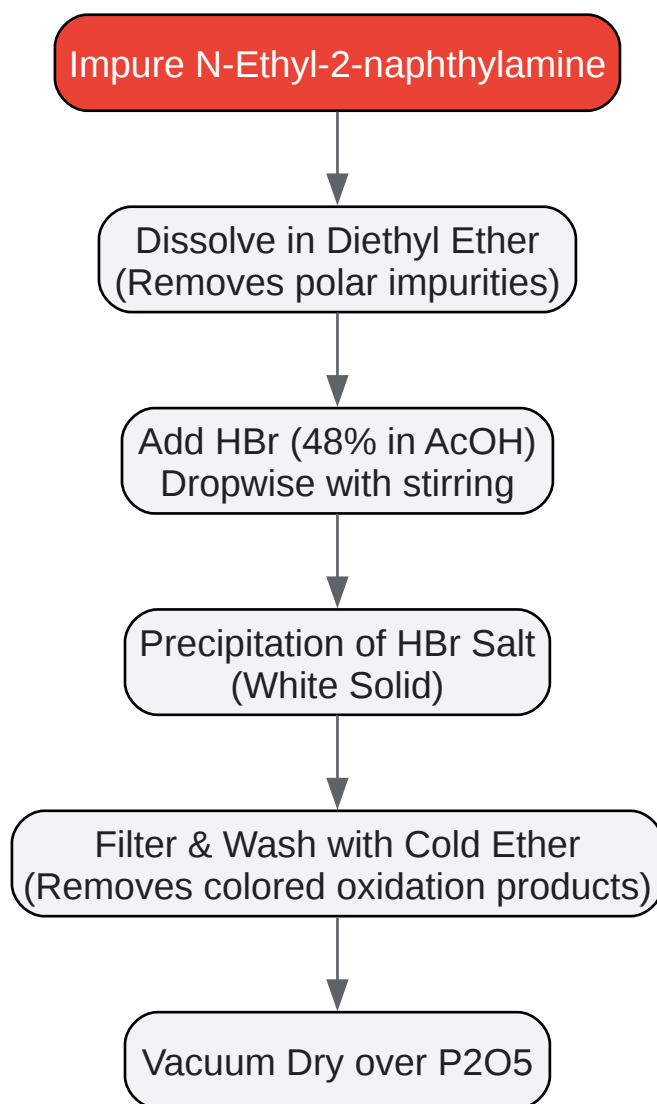 Impure N-Ethyl-2-naphthylamine
Dissolve in Diethyl Ether
(Removes polar impurities)
Add HBr (48% in AcOH)
Dropwise with stirring
Precipitation of HBr Salt
(White Solid)
Filter & Wash with Cold Ether
(Removes colored oxidation products)
Vacuum Dry over P2O5